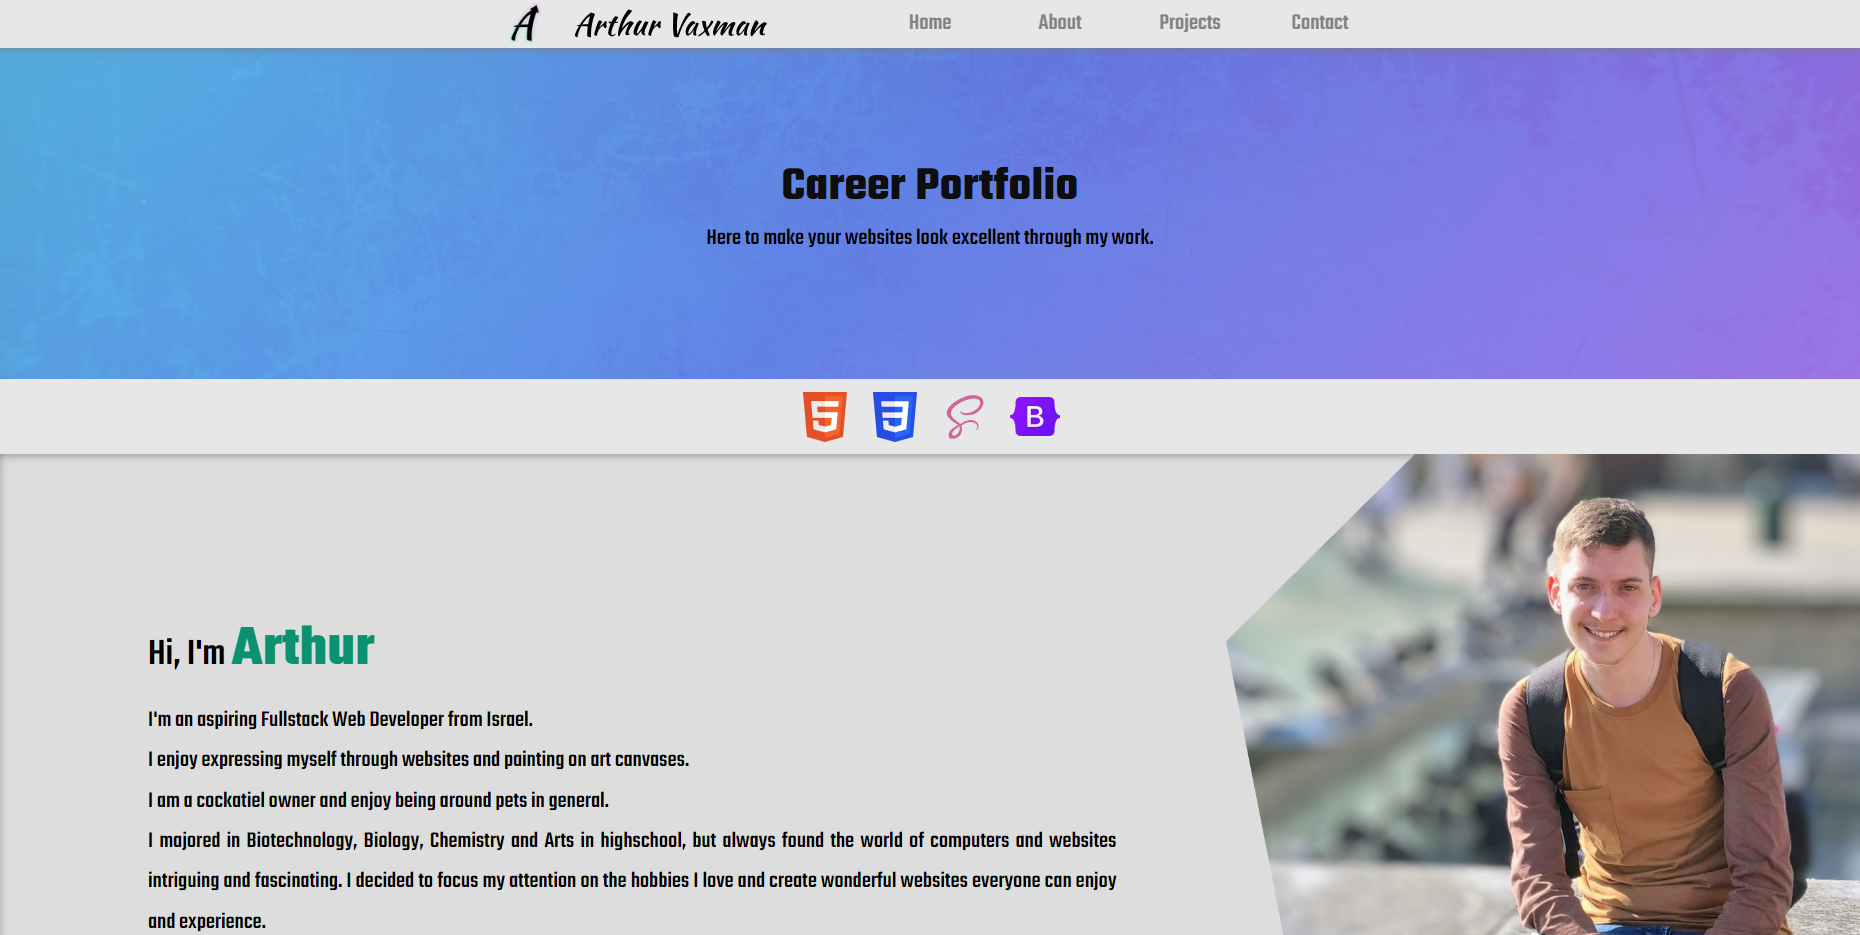 A Arthur Vaxman Home About Projects Contact
Career Portfolio
Here to make your websites look excellent through my work.
5 3 S B
Hi, I'm Arthur
I'm an aspiring Fullstack Web Developer from Israel.
I enjoy expressing myself through websites and painting on art canvases.
I am a cockatiel owner and enjoy being around pets in general.
I majored in Biotechnology, Biology, Chemistry and Arts in highschool, but always found the world of computers and websites
intriguing and fascinating. I decided to focus my attention on the hobbies I love and create wonderful websites everyone can enjoy
and experience.